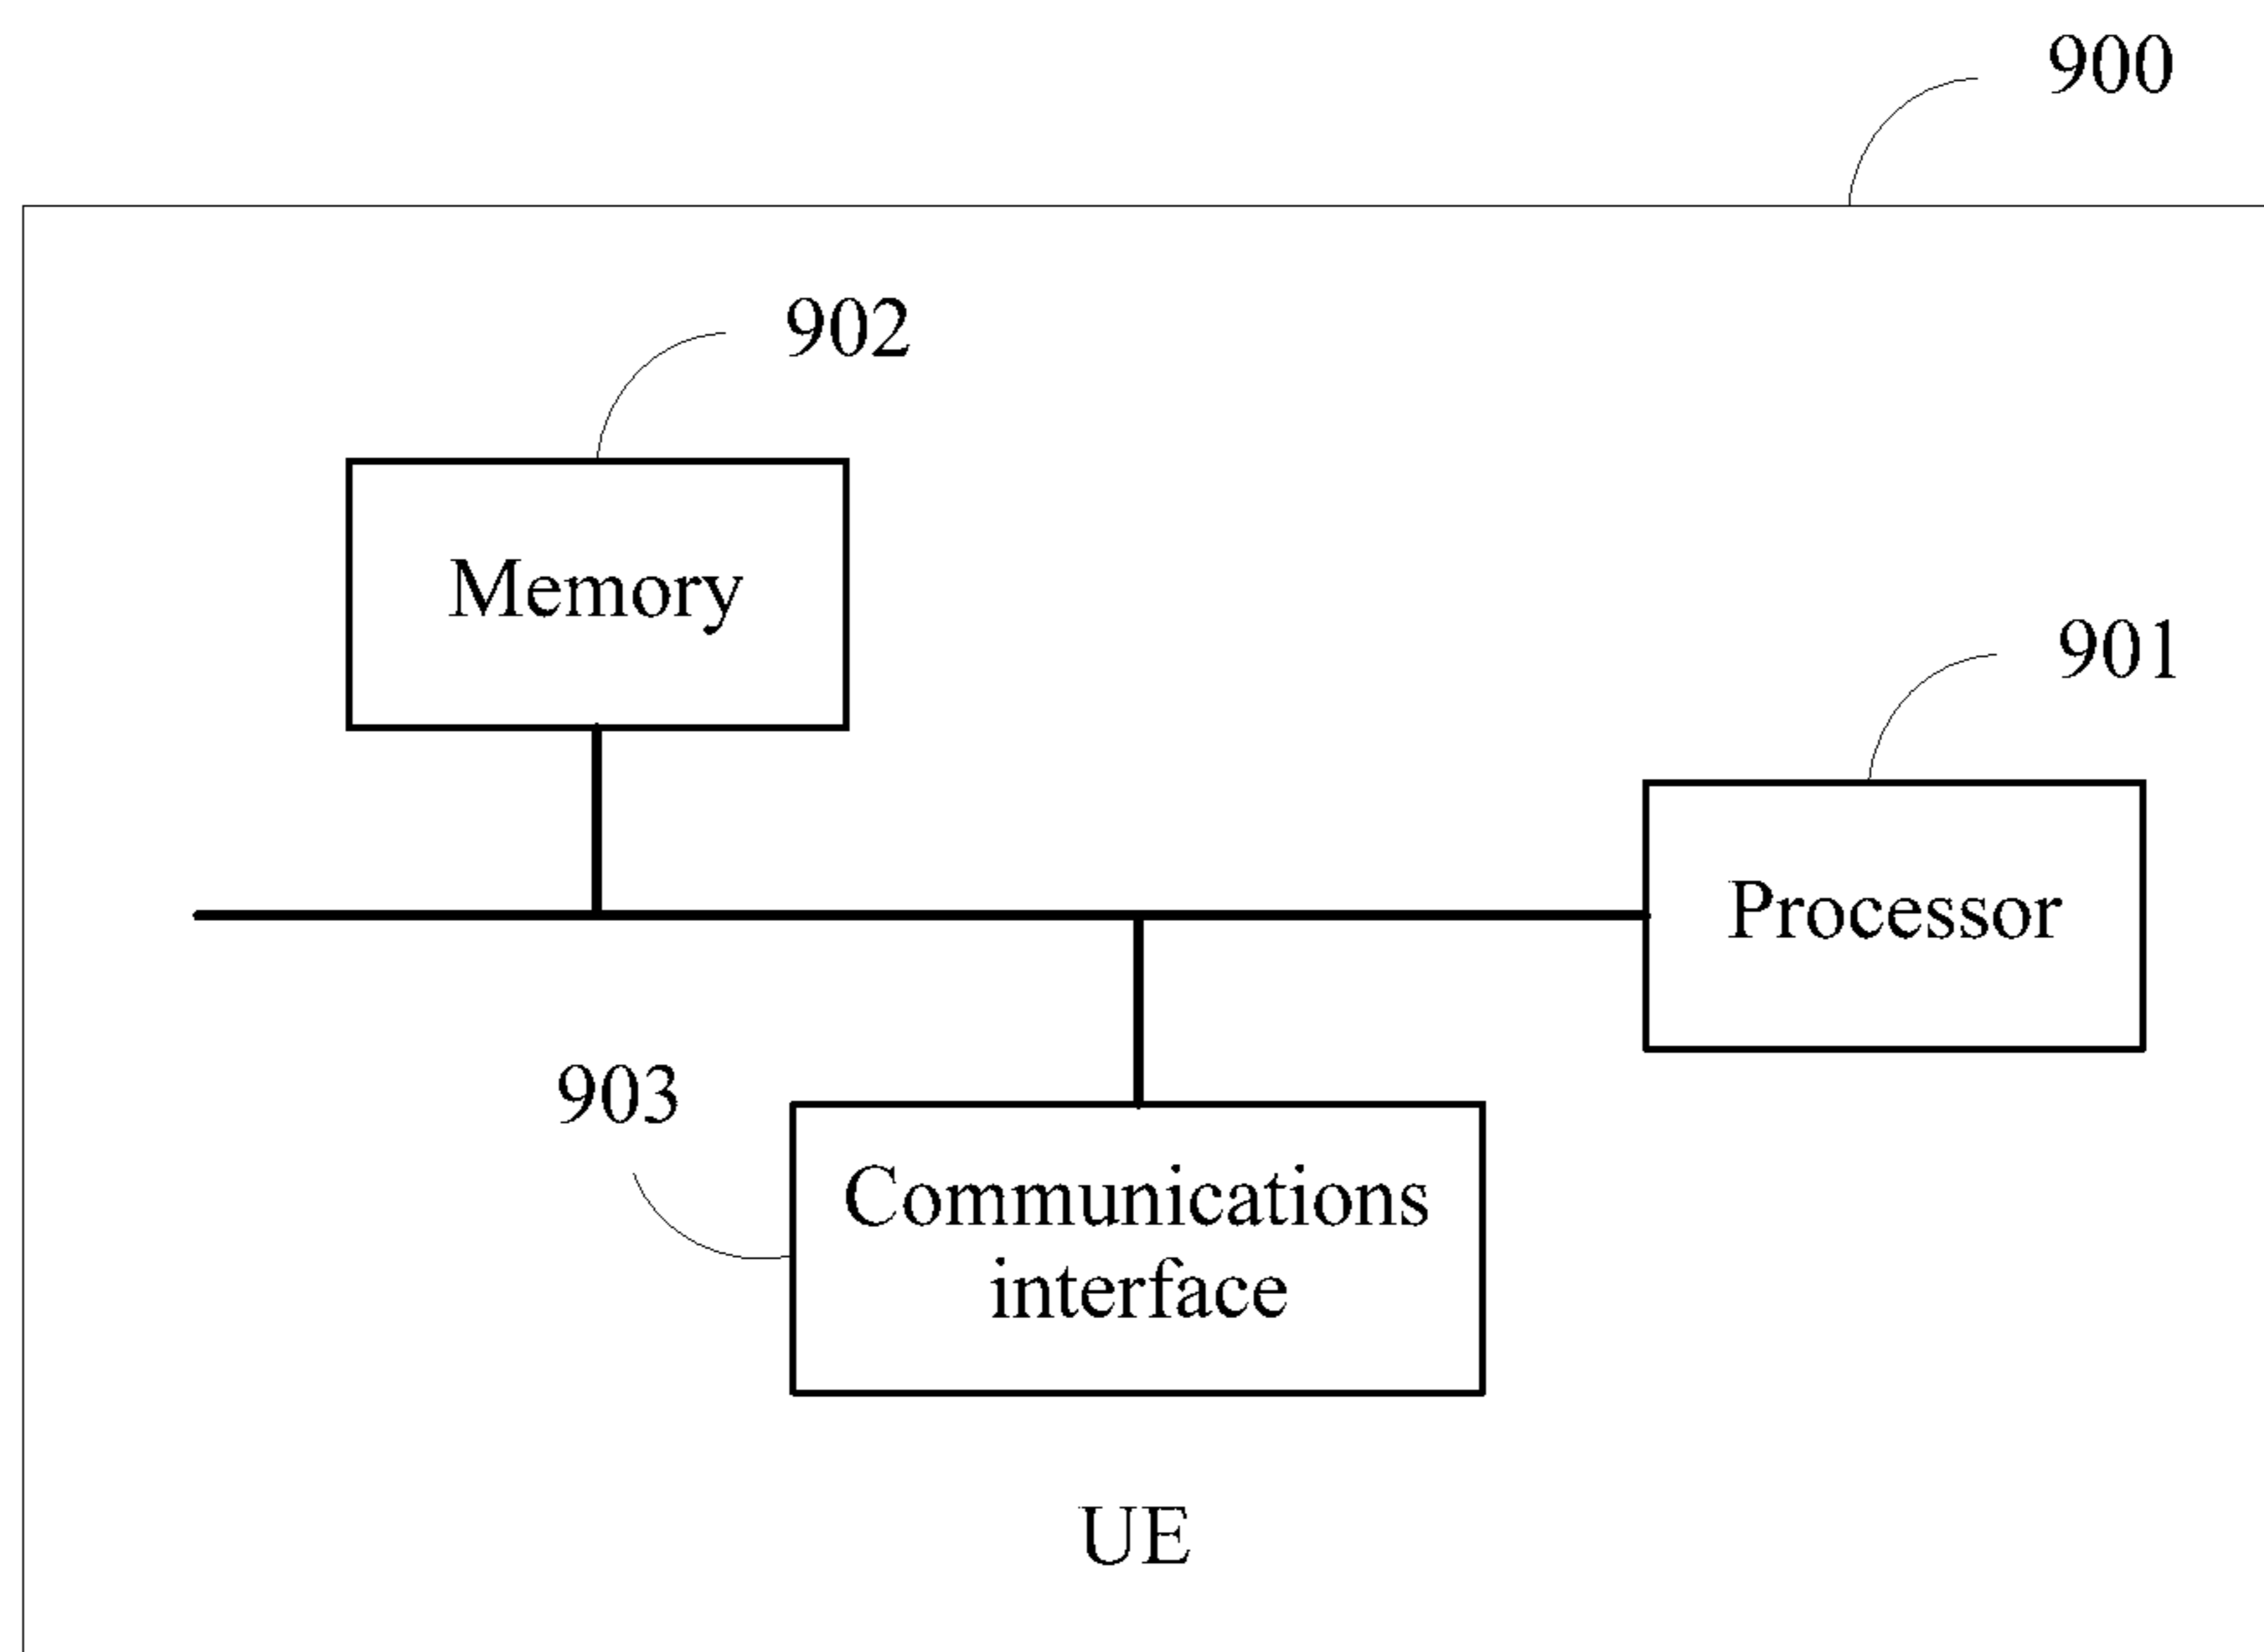 900
902
Memory
901
Processor
903
Communications
interface
UE